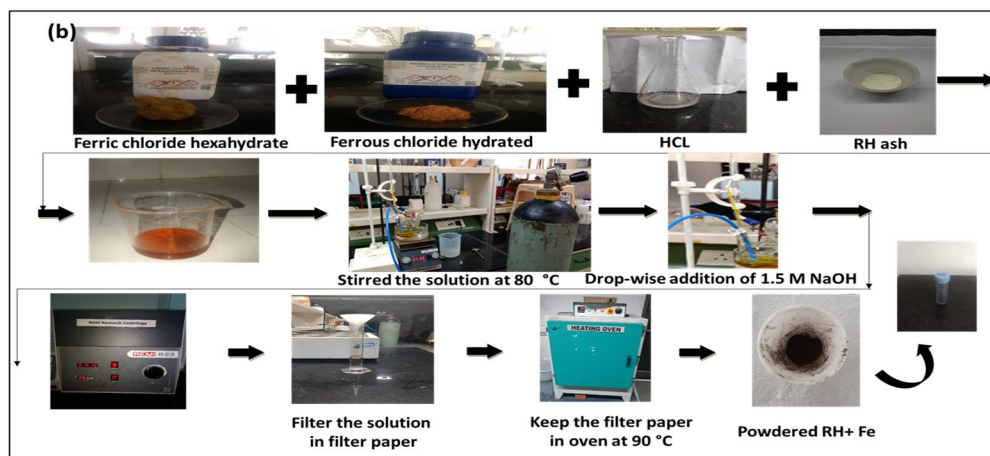 (b)
Ferric chloride hexahydrate
Ferrous chloride hydrated
HCL
RH ash
Stirred the solution at 80 °C
Drop-wise addition of 1.5 M NaOH
Remi Research Centrifuge
REMI R-23
HEATING OVEN
Filter the solution
in filter paper
Keep the filter paper
in oven at 90 °C
Powdered RH+ Fe